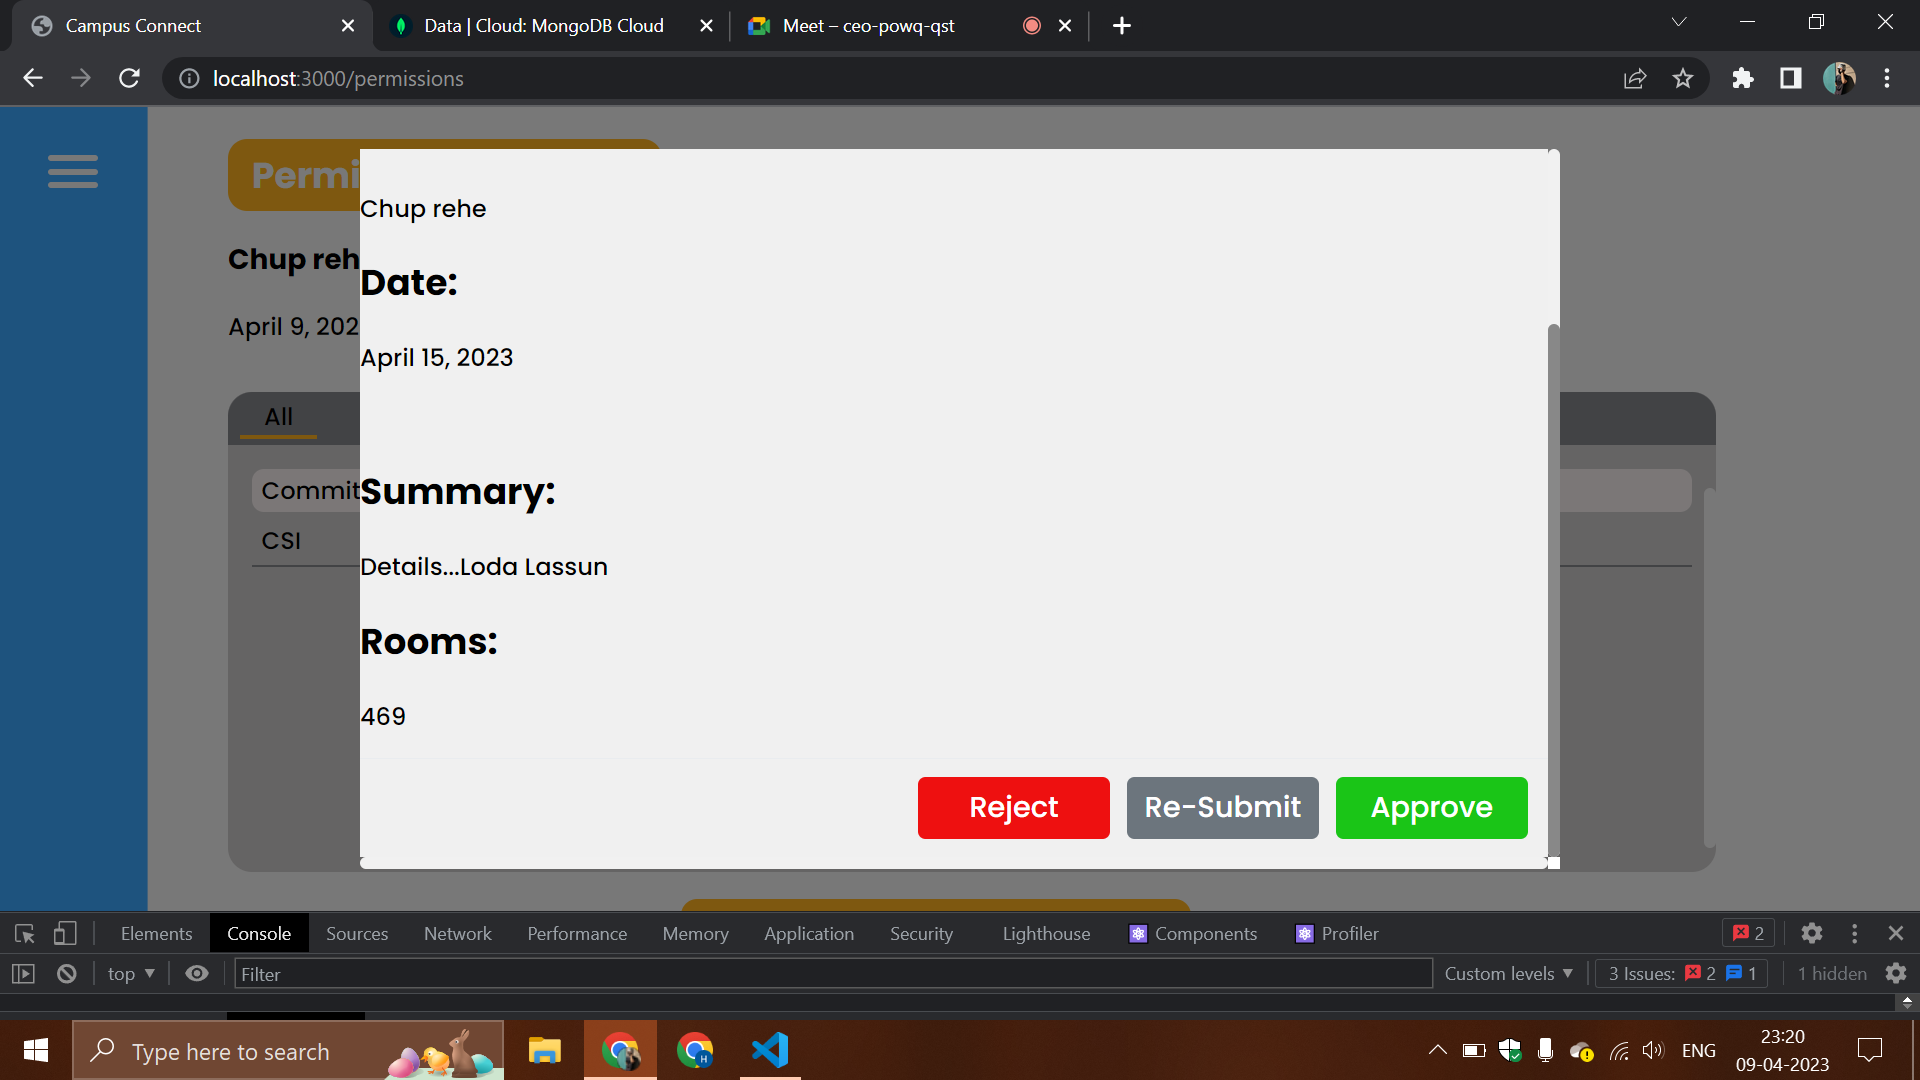 Campus Connect
Data | Cloud: MongoDB Cloud
Meet – ceo-powq-qst
localhost:3000/permissions
Permi
Chup reh
April 9, 202
All
Commit
CSI
Chup rehe
Date:
April 15, 2023
Summary:
Details...Loda Lassun
Rooms:
469
Reject
Re-Submit
Approve
Elements
Console
Sources
Network
Performance
Memory
Application
Security
Lighthouse
Components
Profiler
2
top
Filter
Custom levels
3 Issues: 2 1
1 hidden
Type here to search
H
ENG
23:20
09-04-2023